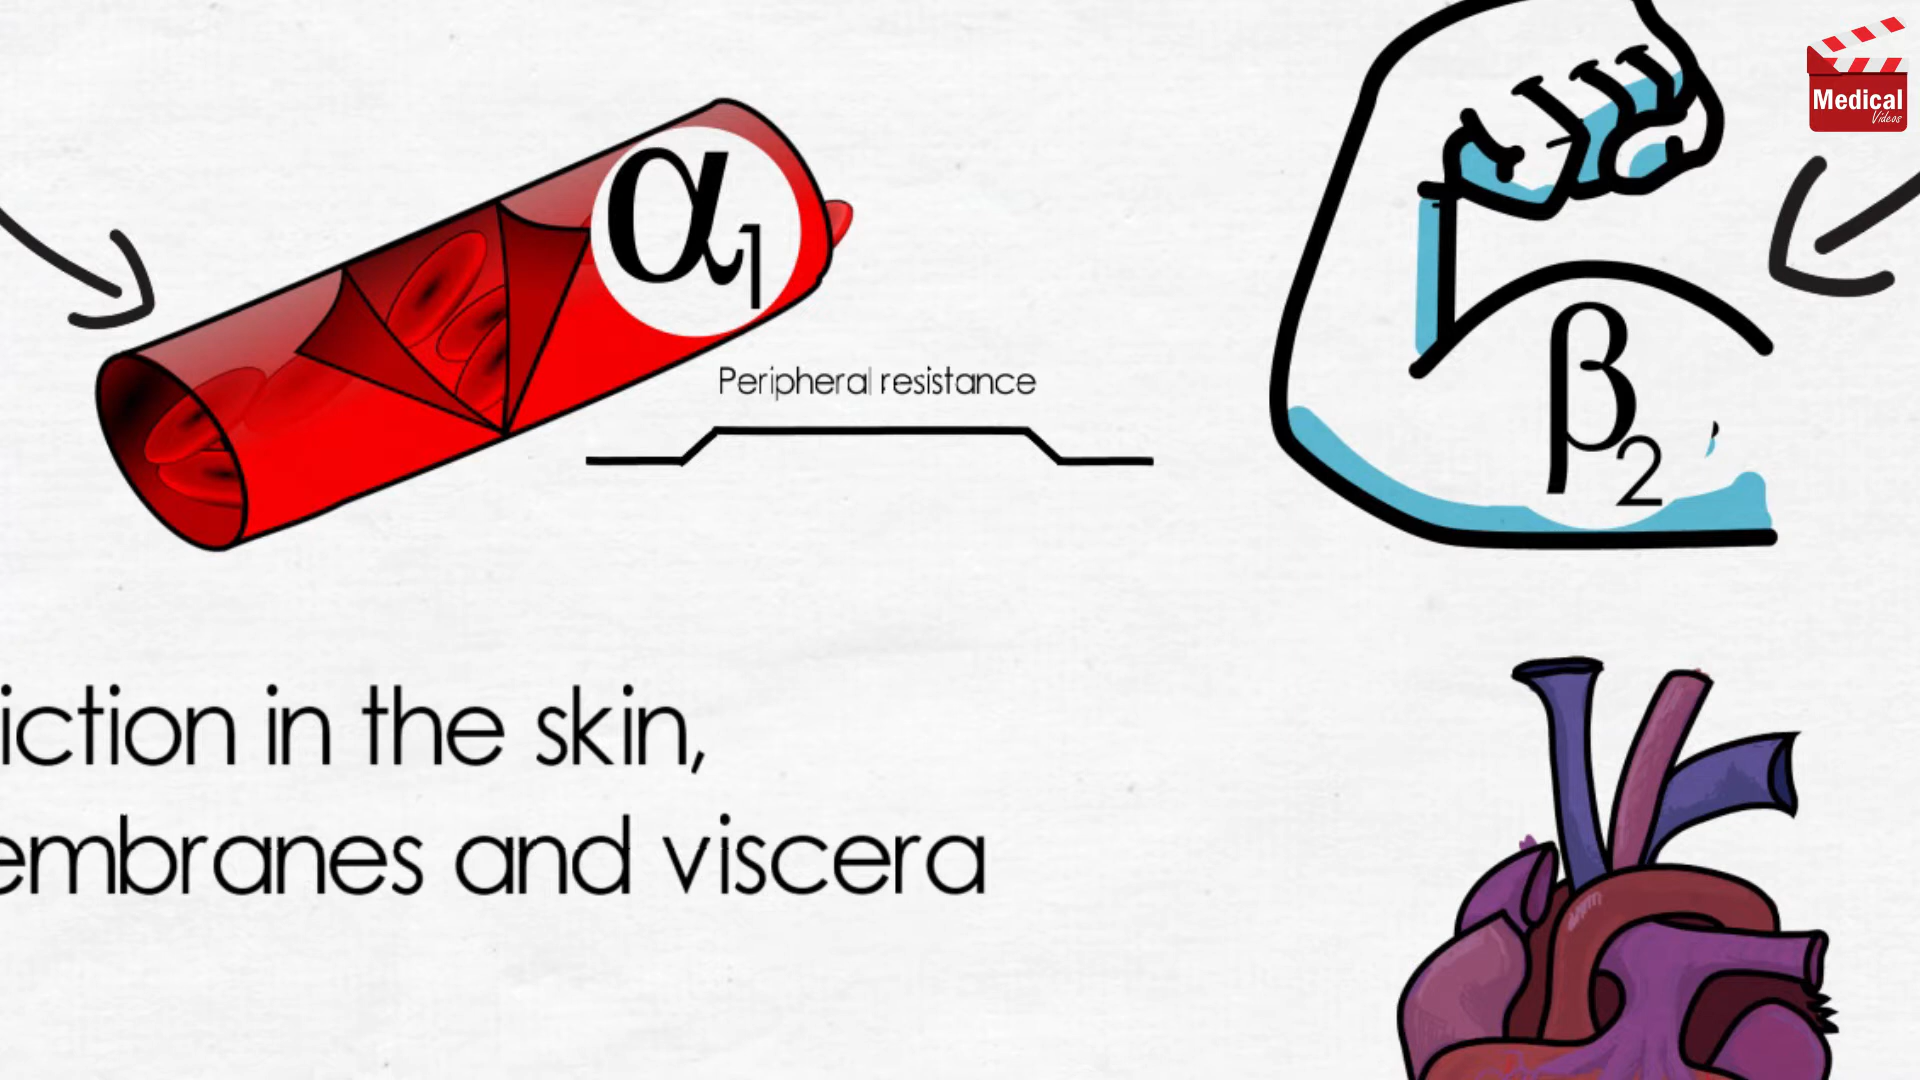 Medical
Videos
α1
Peripheral resistance
β2
iction in the skin,
embranes and viscera